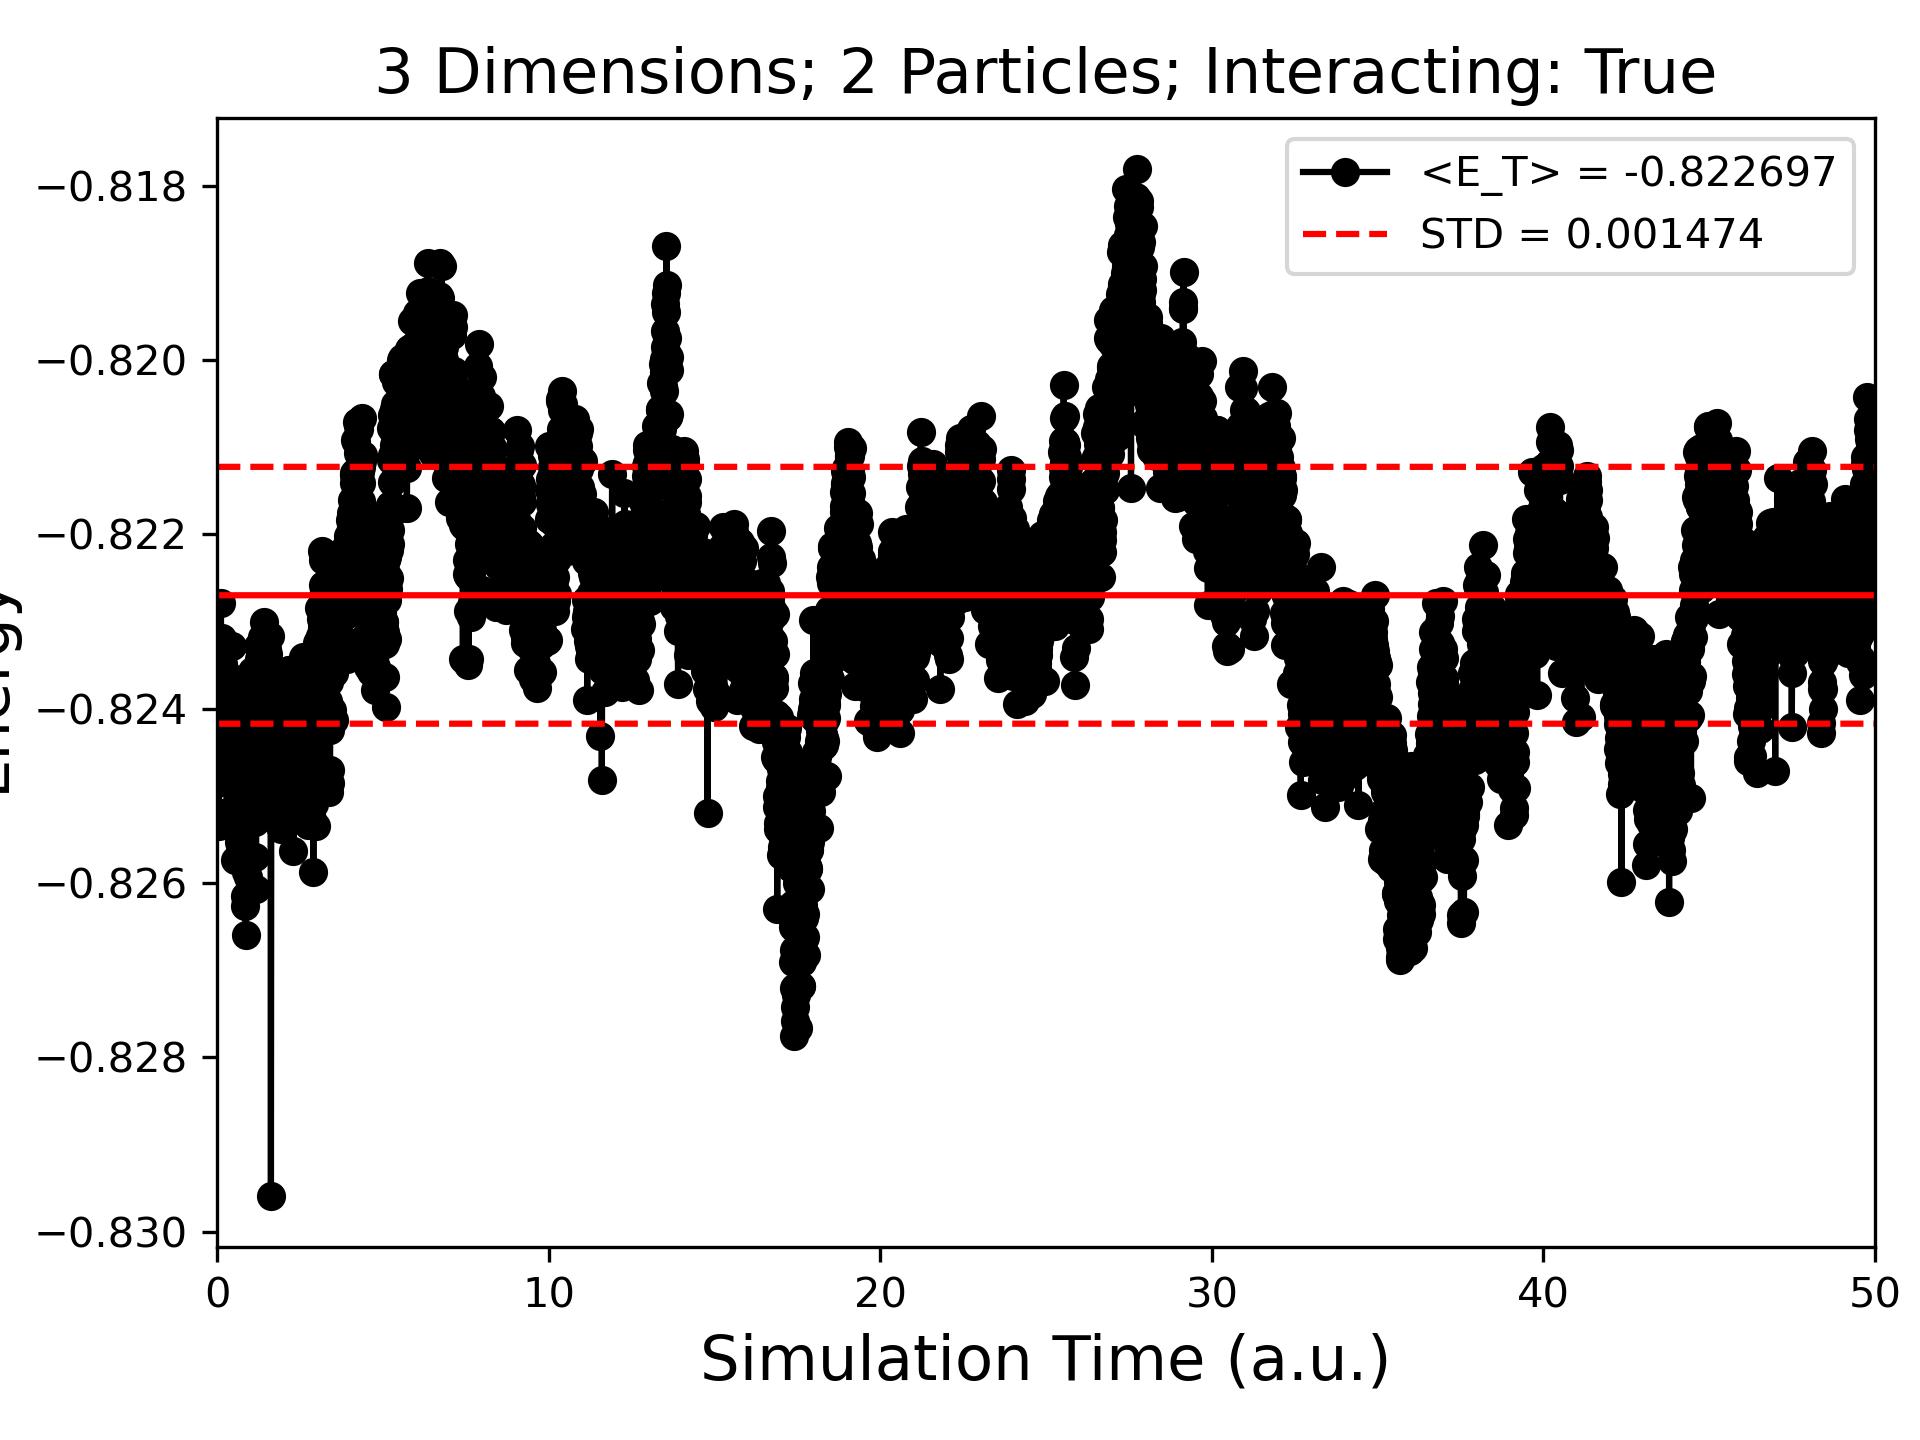 3 Dimensions; 2 Particles; Interacting: True
<E_T> = -0.822697
STD = 0.001474
−0.818
−0.820
−0.822
−0.824
−0.826
−0.828
−0.830
Energy
0 10 20 30 40 50
Simulation Time (a.u.)